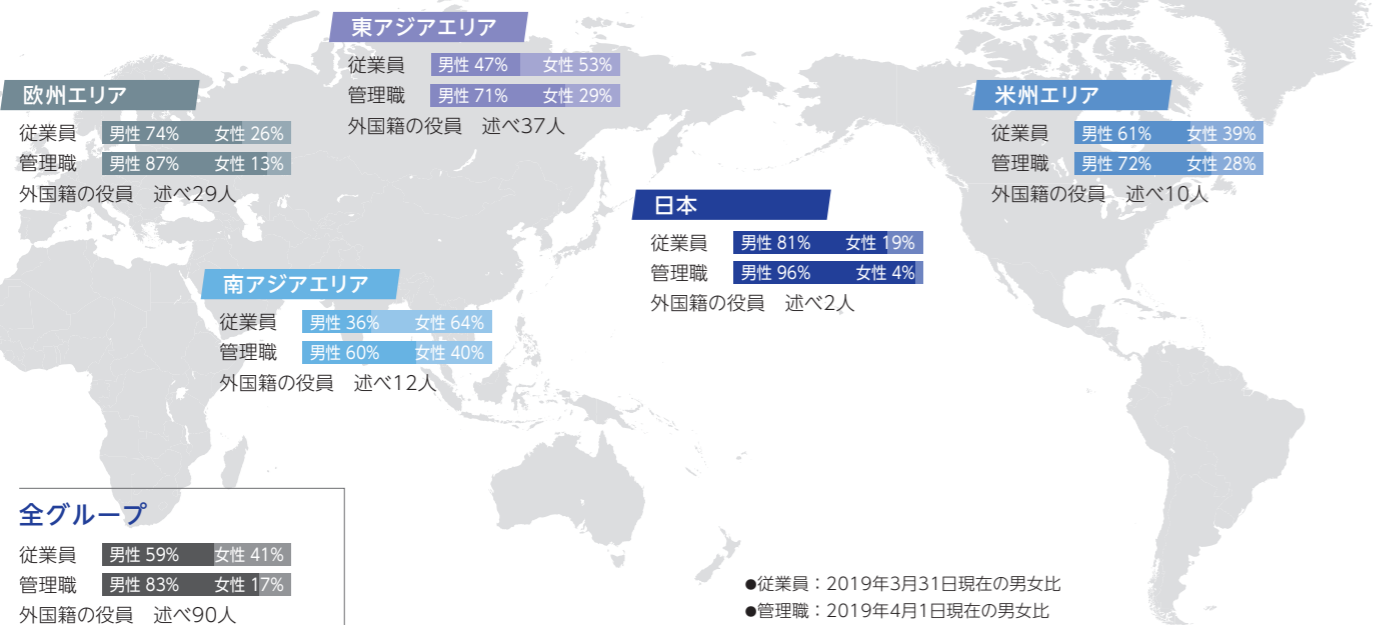 東アジアエリア
従業員 男性 47% 女性 53%
管理職 男性 71% 女性 29%
外国籍の役員 述べ37人
欧州エリア
従業員 男性 74% 女性 26%
管理職 男性 87% 女性 13%
外国籍の役員 述べ29人
米州エリア
従業員 男性 61% 女性 39%
管理職 男性 72% 女性 28%
外国籍の役員 述べ10人
日本
従業員 男性 81% 女性 19%
管理職 男性 96% 女性 4%
外国籍の役員 述べ2人
南アジアエリア
従業員 男性 36% 女性 64%
管理職 男性 60% 女性 40%
外国籍の役員 述べ12人
全グループ
従業員 男性 59% 女性 41%
管理職 男性 83% 女性 17%
外国籍の役員 述べ90人
●従業員：2019年3月31日現在の男女比
●管理職：2019年4月1日現在の男女比